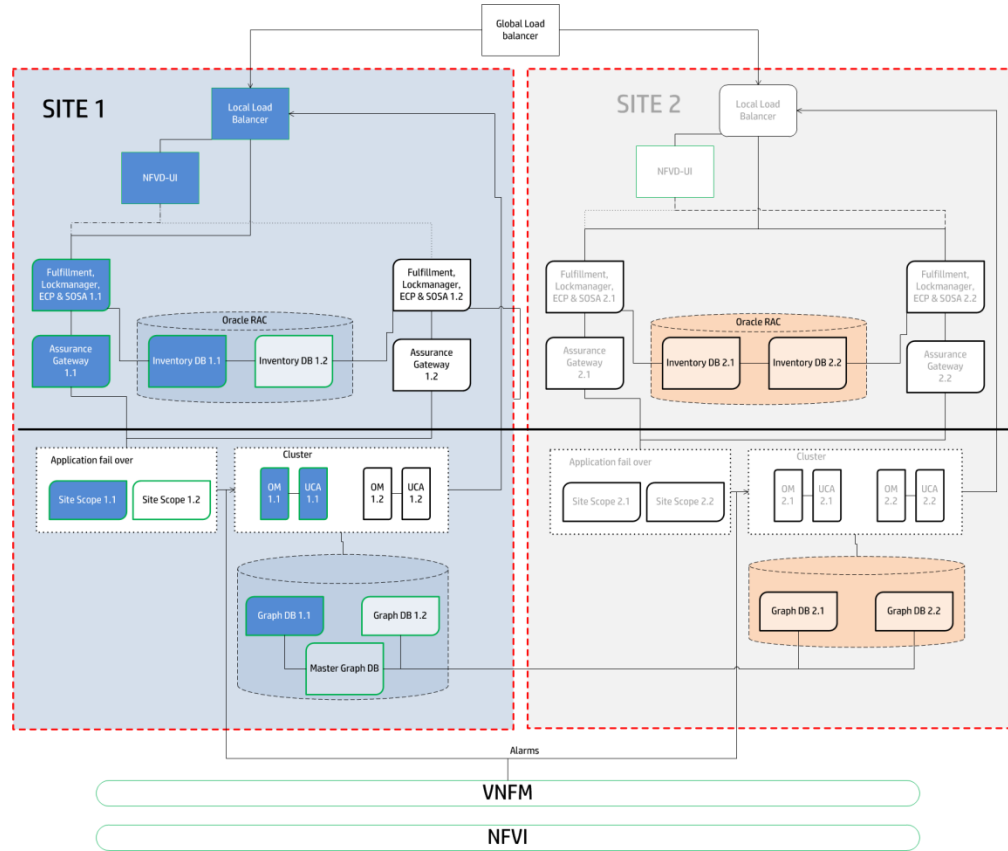 Global Load
balancer
SITE 1
Local Load
Balancer
NFVD-UI
Fulfillment,
Lockmanager,
ECP & SOSA 1.1
Fulfillment,
Lockmanager,
ECP & SOSA 1.2
Oracle RAC
Inventory DB 1.1
Inventory DB 1.2
Assurance
Gateway
1.1
Assurance
Gateway
1.2
Application fail over
Site Scope 1.1
Site Scope 1.2
Cluster
OM
1.1
UCA
1.1
OM
1.2
UCA
1.2
Graph DB 1.1
Graph DB 1.2
Master Graph DB
SITE 2
Local Load
Balancer
NFVD-UI
Fulfillment,
Lockmanager,
ECP & SOSA 2.1
Fulfillment,
Lockmanager,
ECP & SOSA 2.2
Oracle RAC
Inventory DB 2.1
Inventory DB 2.2
Assurance
Gateway
2.1
Assurance
Gateway
2.2
Application fail over
Site Scope 2.1
Site Scope 2.2
Cluster
OM
2.1
UCA
2.1
OM
2.2
UCA
2.2
Graph DB 2.1
Graph DB 2.2
Alarms
VNFM
NFVI